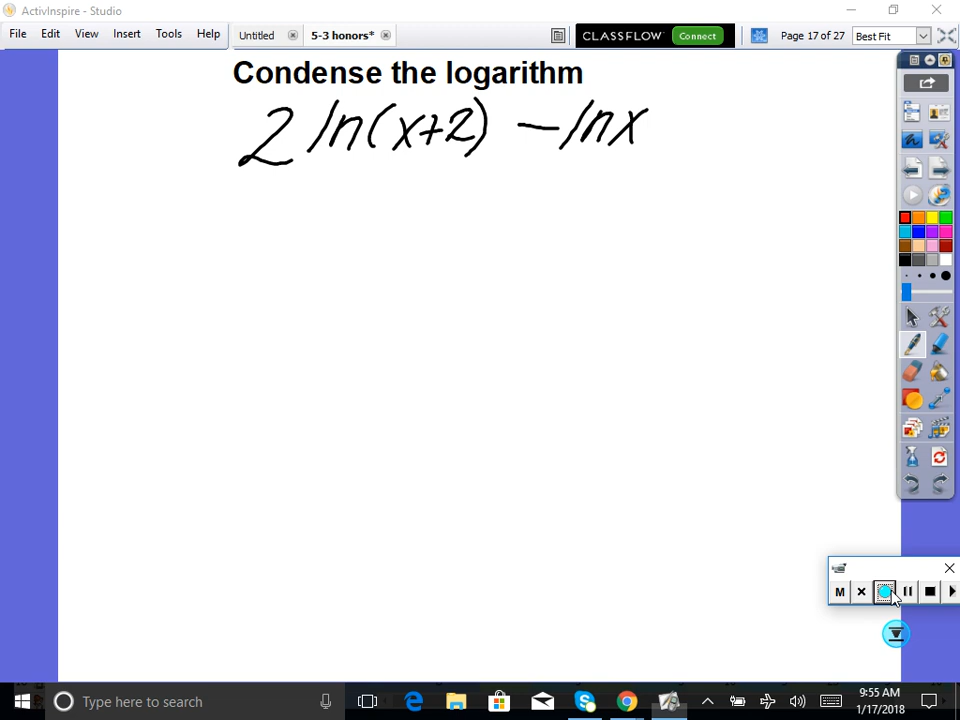 ActivInspire - Studio
File Edit View Insert Tools Help Untitled 5-3 honors* CLASSFLOW Connect Page 17 of 27 Best Fit
Condense the logarithm
2 ln(x+2) - lnx
M
Type here to search
9:55 AM
1/17/2018